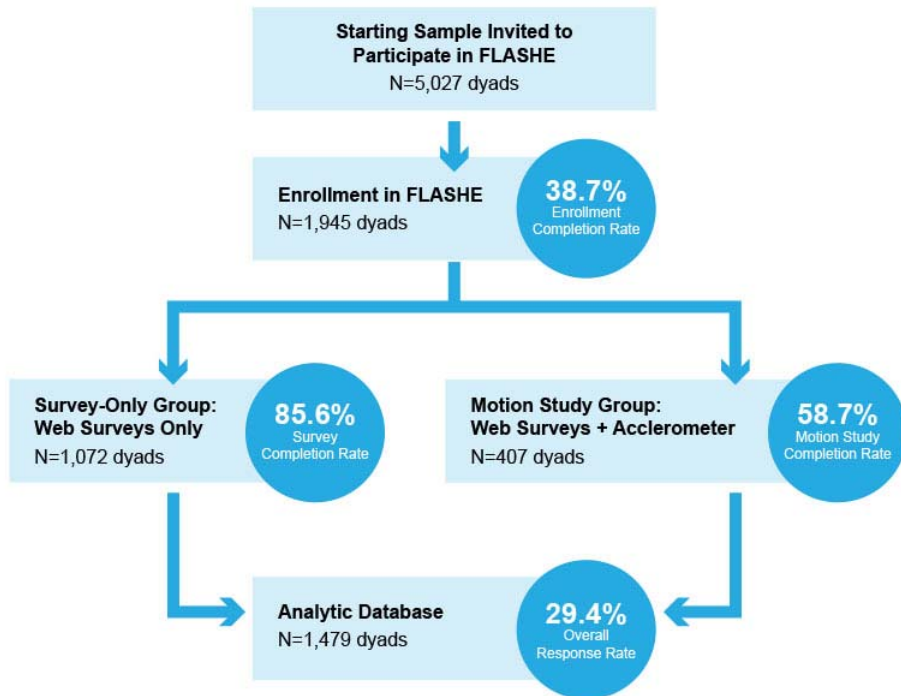 Starting Sample Invited to
Participate in FLASHE
N=5,027 dyads
Enrollment in FLASHE
N=1,945 dyads
38.7%
Enrollment
Completion Rate
Survey-Only Group:
Web Surveys Only
N=1,072 dyads
85.6%
Survey
Completion Rate
Motion Study Group:
Web Surveys + Acclerometer
N=407 dyads
58.7%
Motion Study
Completion Rate
Analytic Database
N=1,479 dyads
29.4%
Overall
Response Rate